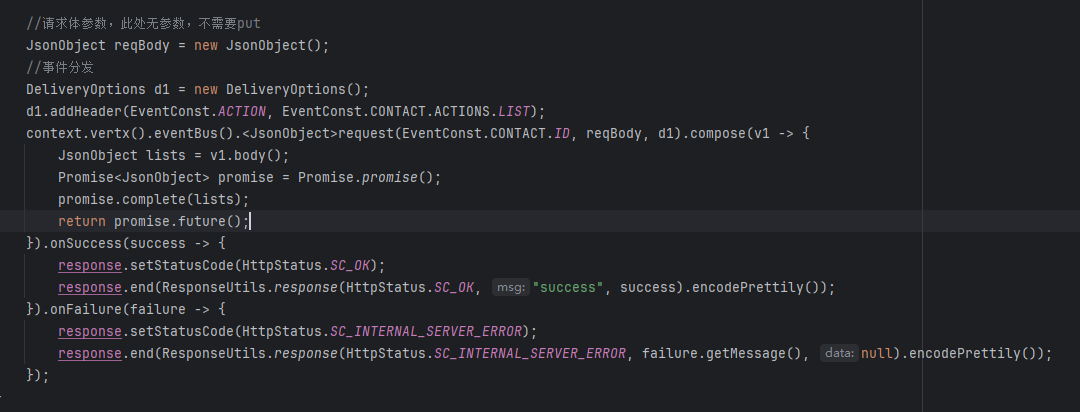 //请求体参数，此处无参数，不需要put
JsonObject reqBody = new JsonObject();
//事件分发
DeliveryOptions d1 = new DeliveryOptions();
d1.addHeader(EventConst.ACTION, EventConst.CONTACT.ACTIONS.LIST);
context.vertx().eventBus().<JsonObject>request(EventConst.CONTACT.ID, reqBody, d1).compose(v1 -> {
    JsonObject lists = v1.body();
    Promise<JsonObject> promise = Promise.promise();
    promise.complete(lists);
    return promise.future();
}).onSuccess(success -> {
    response.setStatusCode(HttpStatus.SC_OK);
    response.end(ResponseUtils.response(HttpStatus.SC_OK, msg: "success", success).encodePrettily());
}).onFailure(failure -> {
    response.setStatusCode(HttpStatus.SC_INTERNAL_SERVER_ERROR);
    response.end(ResponseUtils.response(HttpStatus.SC_INTERNAL_SERVER_ERROR, failure.getMessage(), data: null).encodePrettily());
});